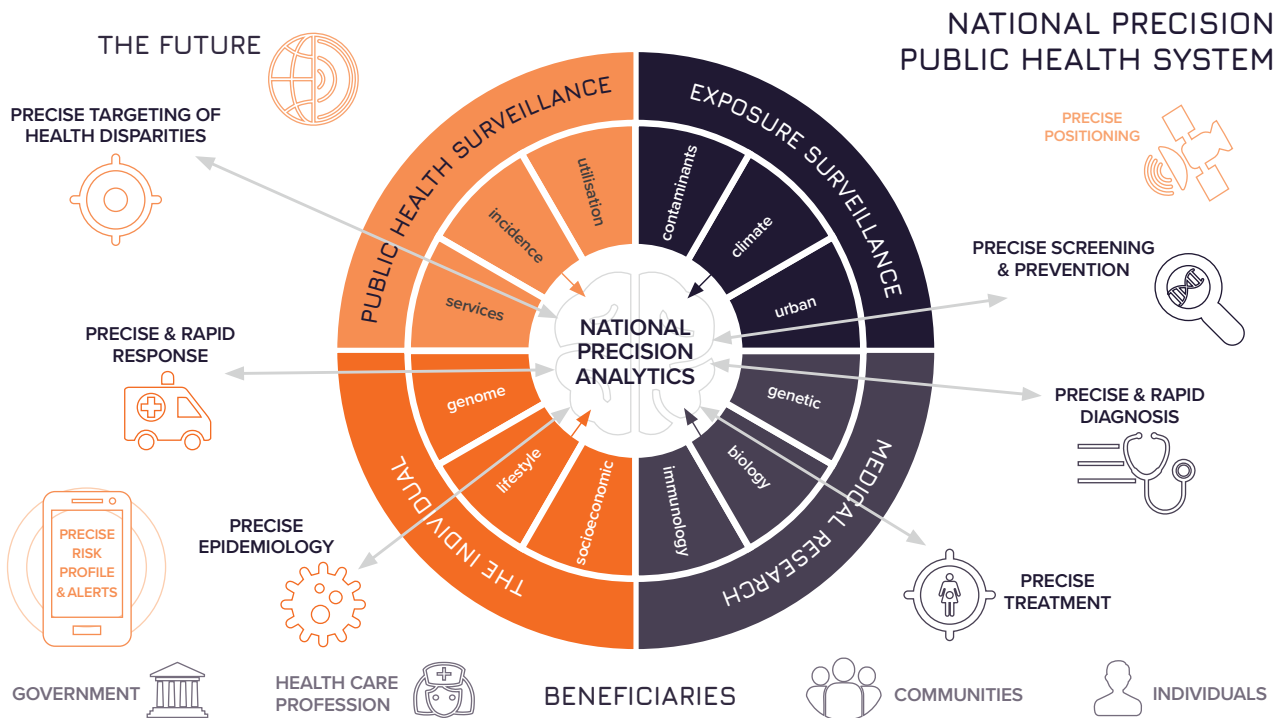 THE FUTURE
NATIONAL PRECISION
PUBLIC HEALTH SYSTEM
PRECISE TARGETING OF
HEALTH DISPARITIES
PRECISE & RAPID
RESPONSE
PRECISE
RISK
PROFILE
& ALERTS
PRECISE
EPIDEMIOLOGY
PUBLIC HEALTH SURVEILLANCE
utilisation
incidence
services
EXPOSURE SURVEILLANCE
contaminants
climate
urban
NATIONAL
PRECISION
ANALYTICS
THE INDIVIDUAL
genome
lifestyle
socioeconomic
MEDICAL RESEARCH
genetic
biology
immunology
PRECISE
POSITIONING
PRECISE SCREENING
& PREVENTION
PRECISE & RAPID
DIAGNOSIS
PRECISE
TREATMENT
GOVERNMENT
HEALTH CARE
PROFESSION
BENEFICIARIES
COMMUNITIES
INDIVIDUALS